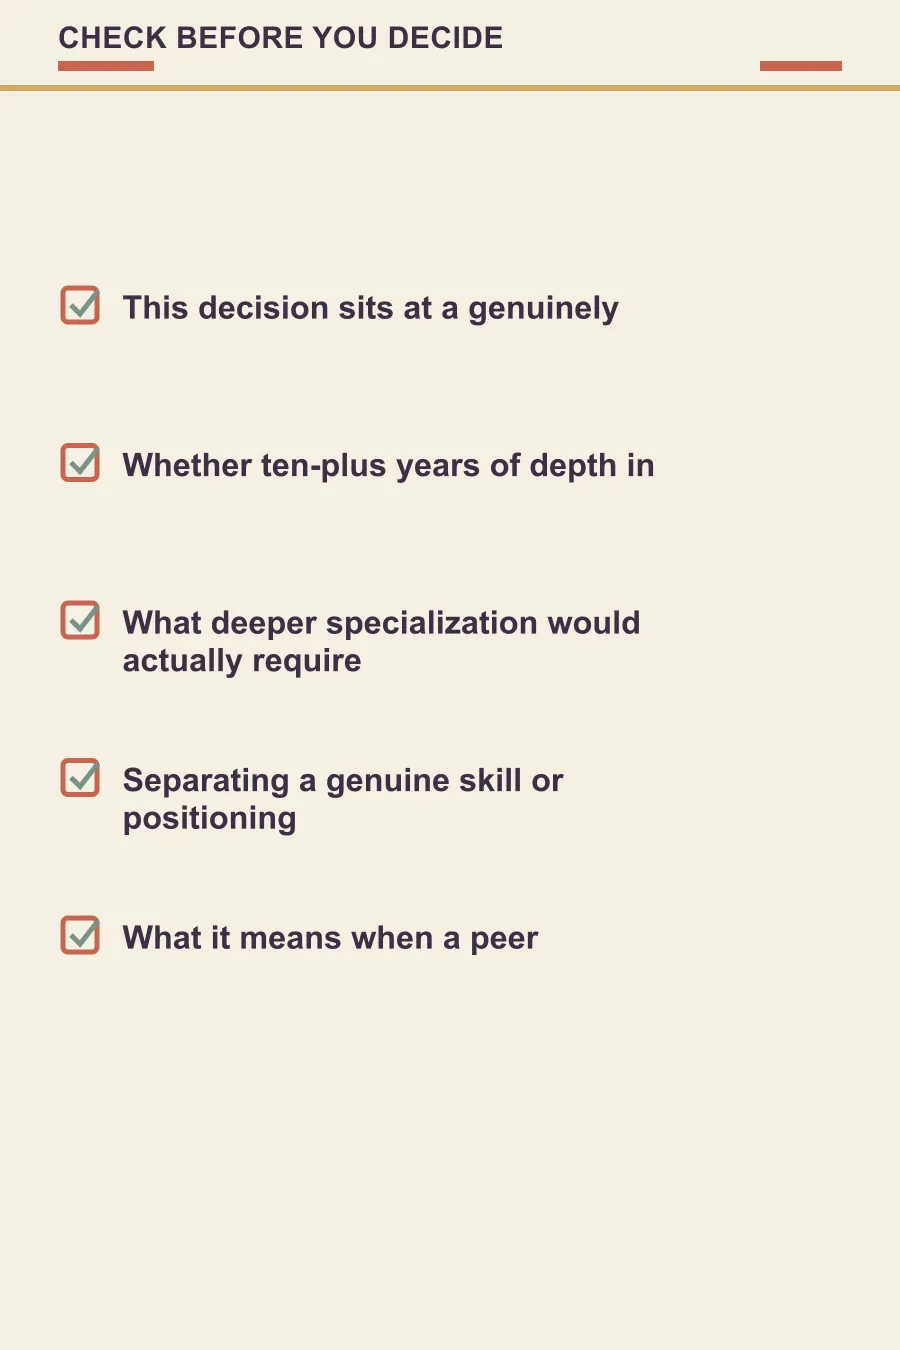 CHECK BEFORE YOU DECIDE
This decision sits at a genuinely
Whether ten-plus years of depth in
What deeper specialization would
actually require
Separating a genuine skill or
positioning
What it means when a peer